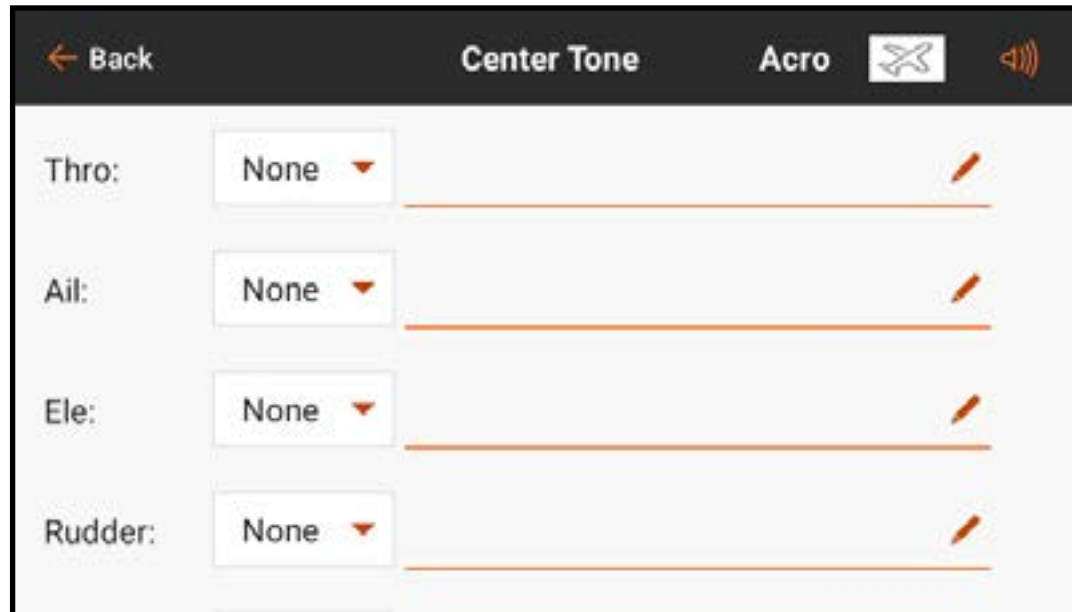 Back Center Tone Acro
Thro: None
Ail: None
Ele: None
Rudder: None